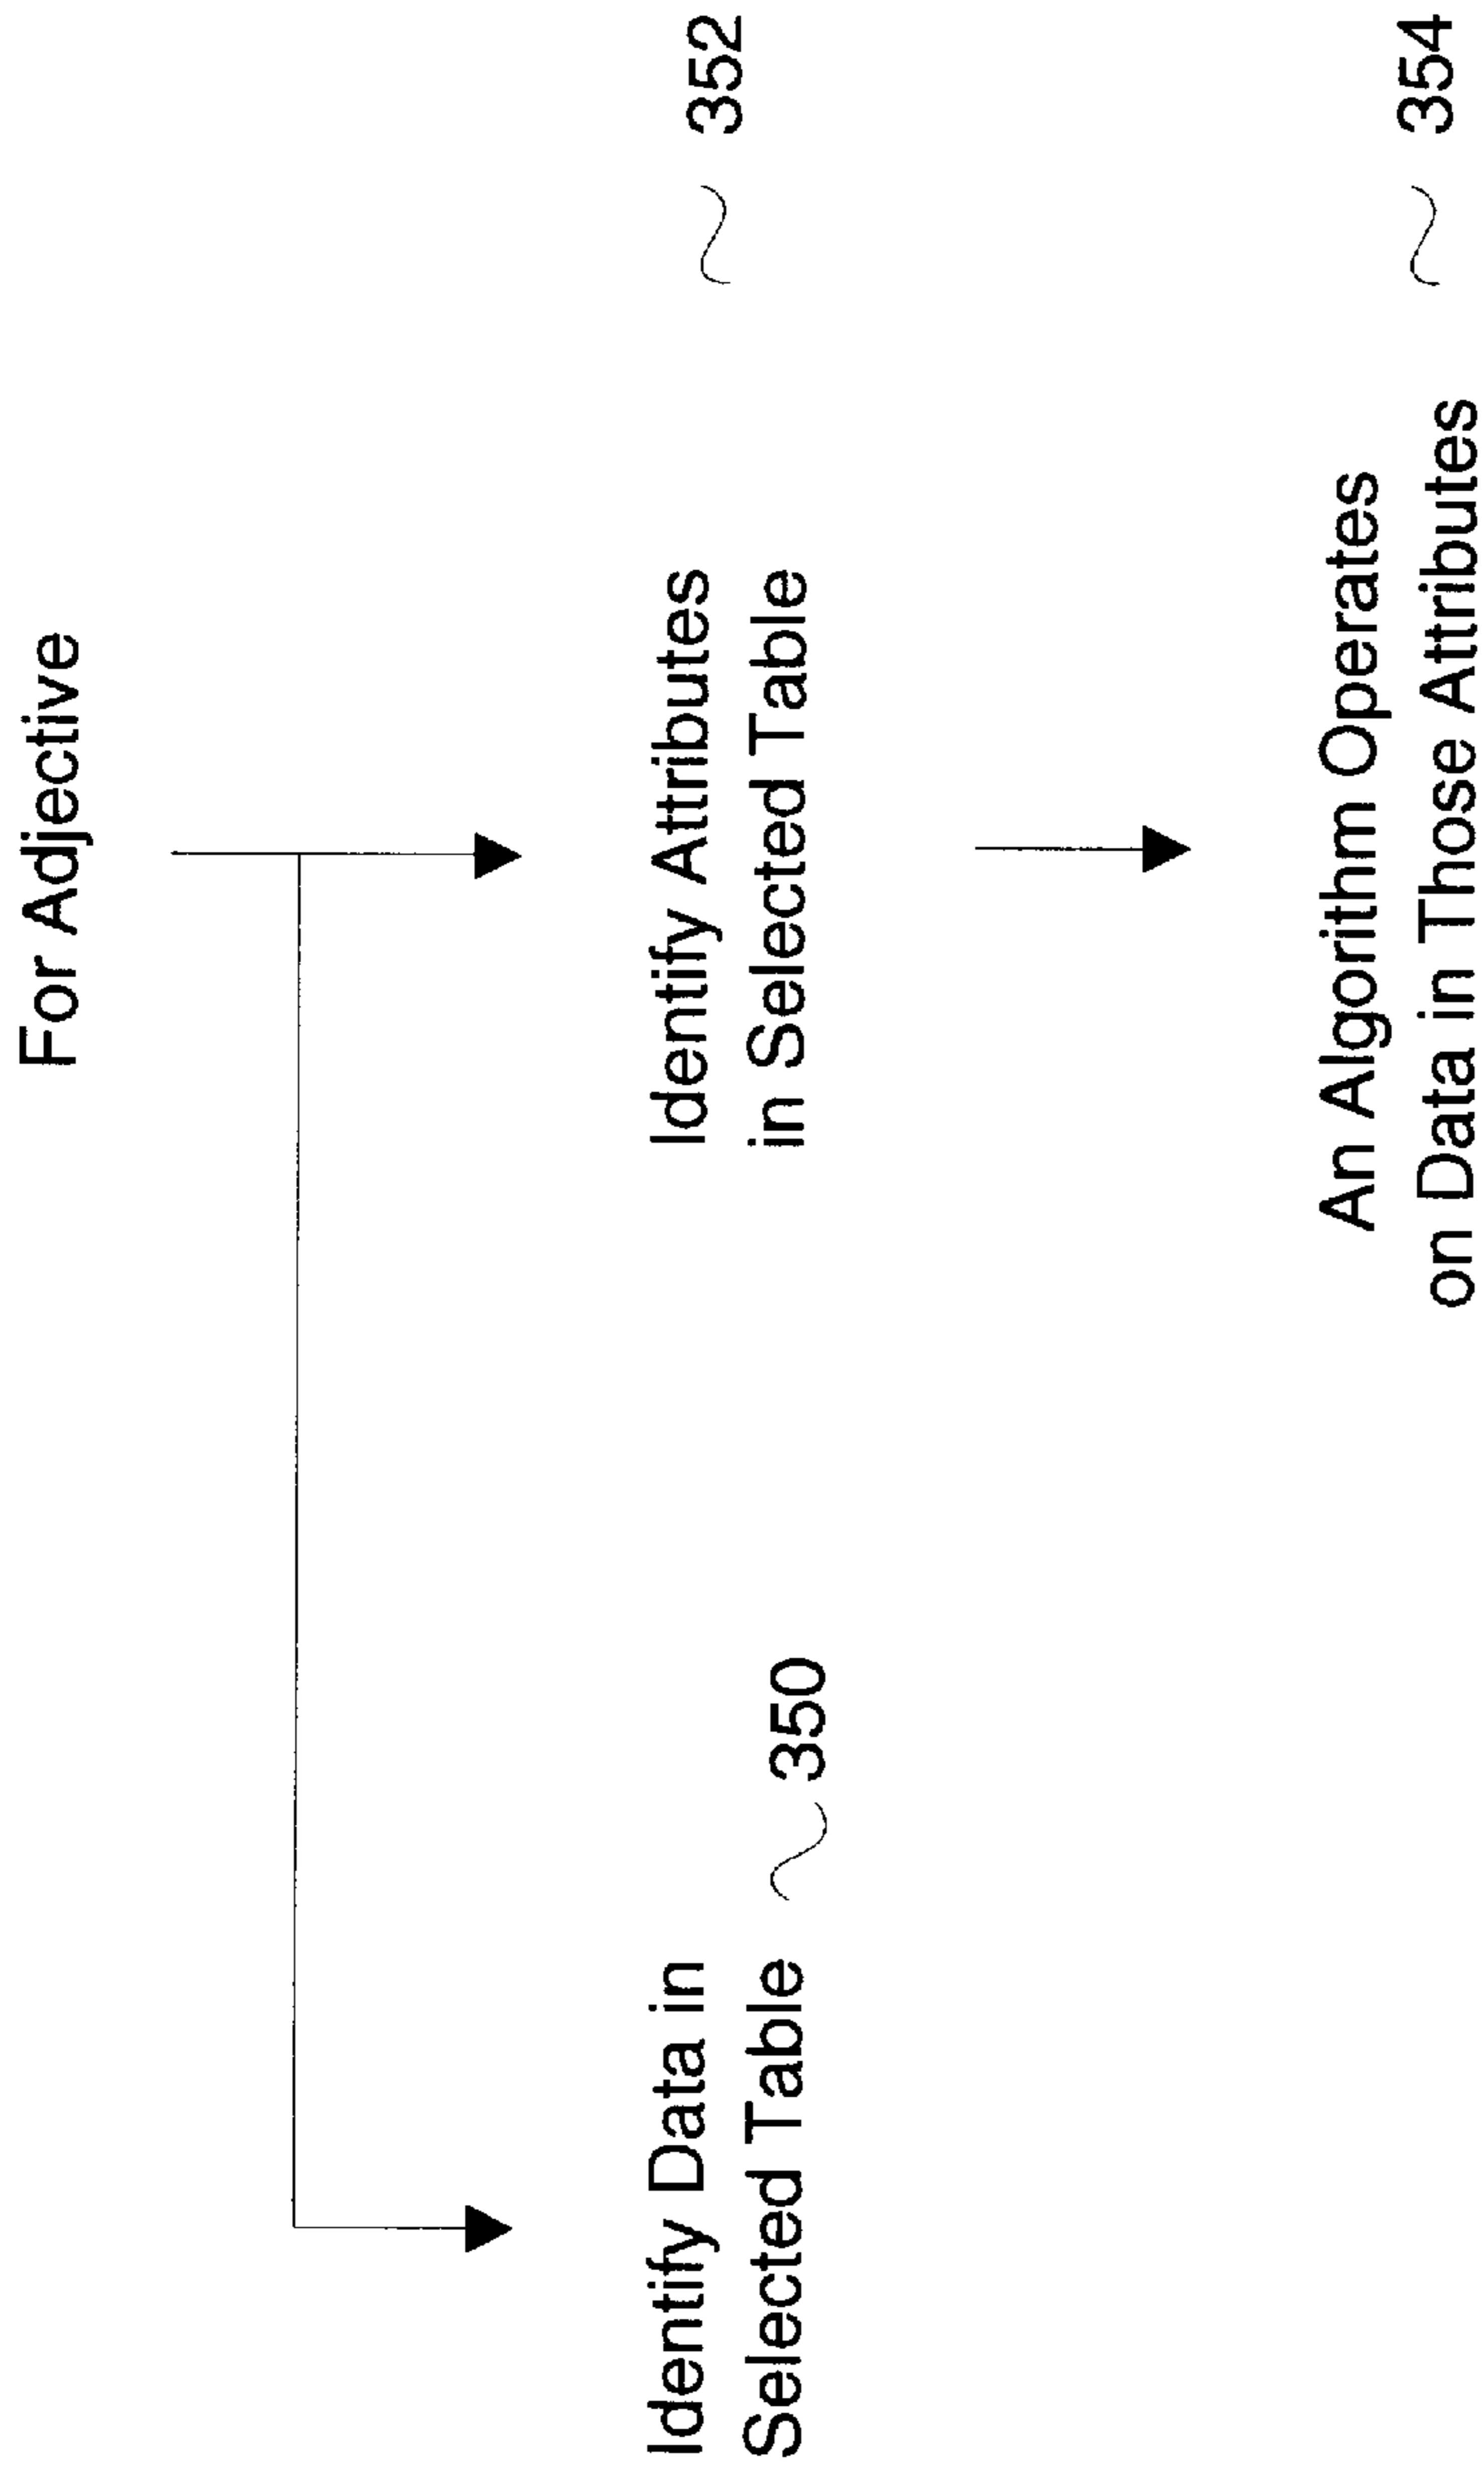 For Adjective
Identify Data in
Selected Table ~ 350
Identify Attributes
in Selected Table
352
An Algorithm Operates
on Data in Those Attributes
354